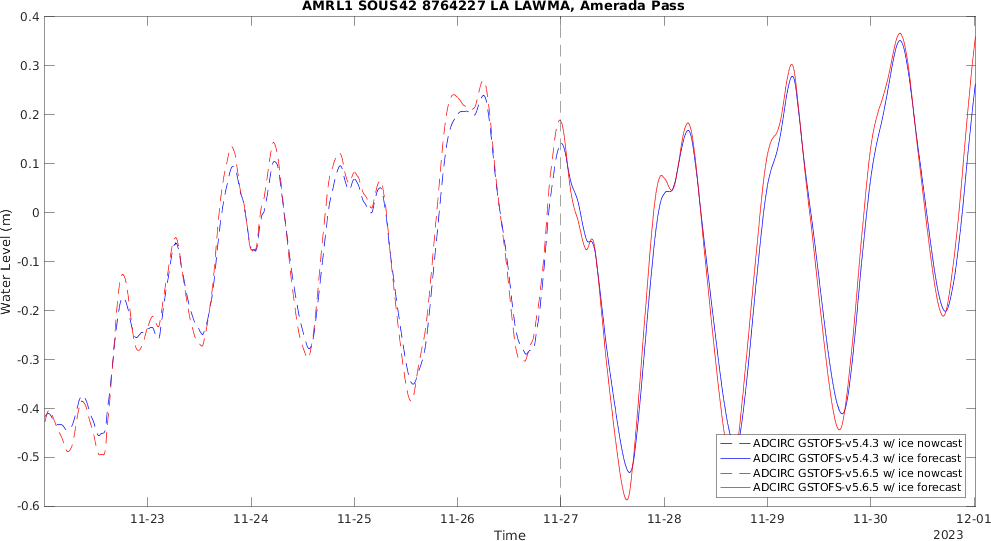 AMRL1 SOUS42 8764227 LA LAWMA, Amerada Pass
0.4
0.3
0.2
0.1
0
-0.1
-0.2
-0.3
-0.4
-0.5
-0.6
Water Level (m)
ADCIRC GSTOFS-v5.4.3 w/ ice nowcast
ADCIRC GSTOFS-v5.4.3 w/ ice forecast
ADCIRC GSTOFS-v5.6.5 w/ ice nowcast
ADCIRC GSTOFS-v5.6.5 w/ ice forecast
11-23 11-24 11-25 11-26 11-27 11-28 11-29 11-30 12-01
Time
2023